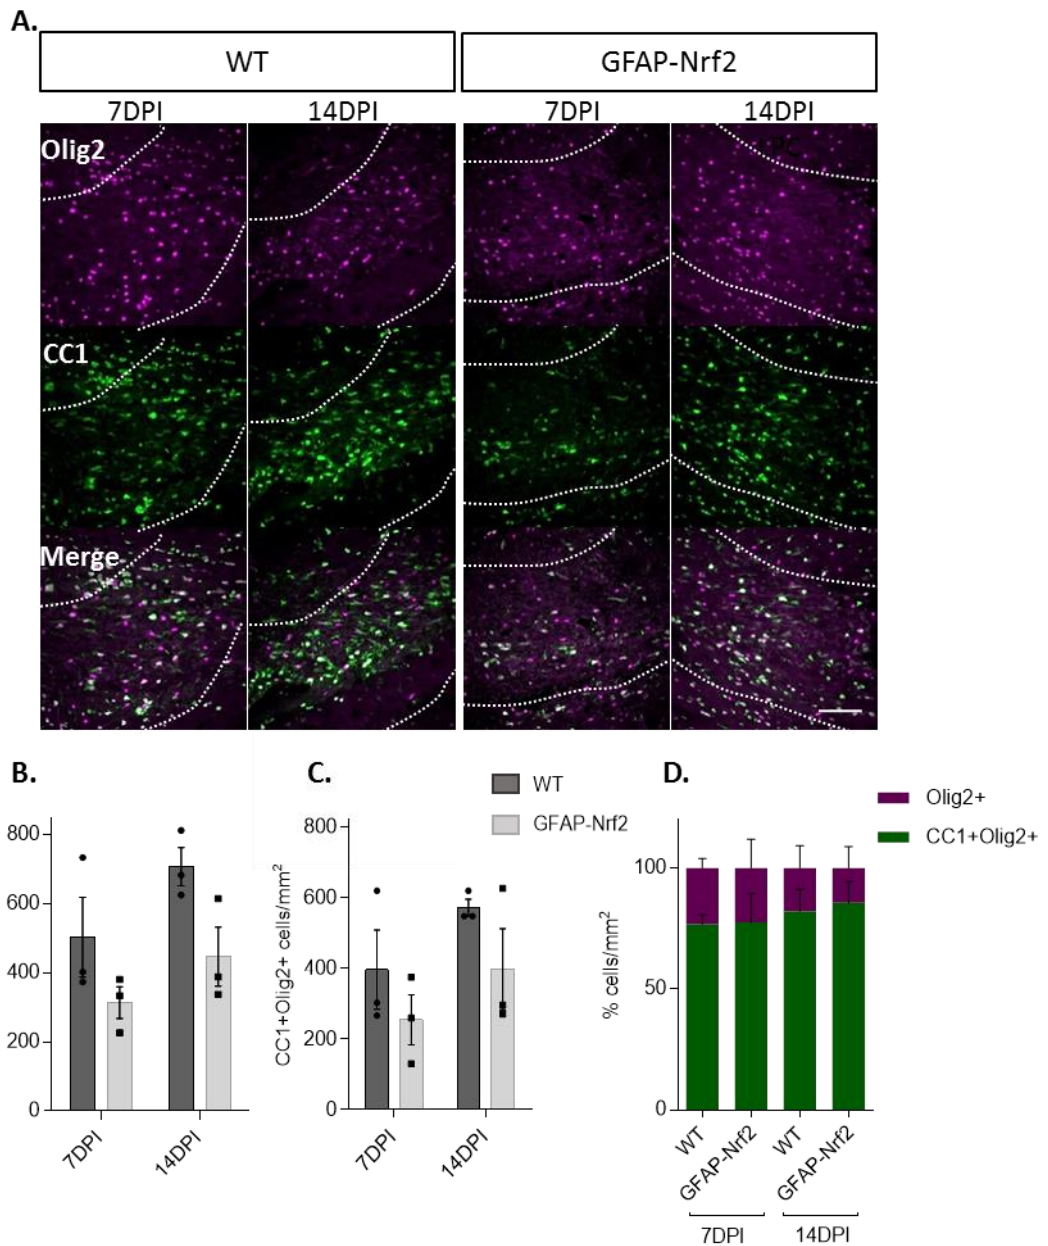 A.
WT
GFAP-Nrf2
7DPI
14DPI
7DPI
14DPI
Olig2
PC
CC1
Merge
B.
C.
D.
WT
GFAP-Nrf2
Olig2+
CC1+Olig2+
800
600
400
200
0
7DPI
14DPI
CC1+Olig2+ cells/mm²
800
600
400
200
0
7DPI
14DPI
% cells/mm²
100
50
0
WT
GFAP-Nrf2
WT
GFAP-Nrf2
7DPI
14DPI